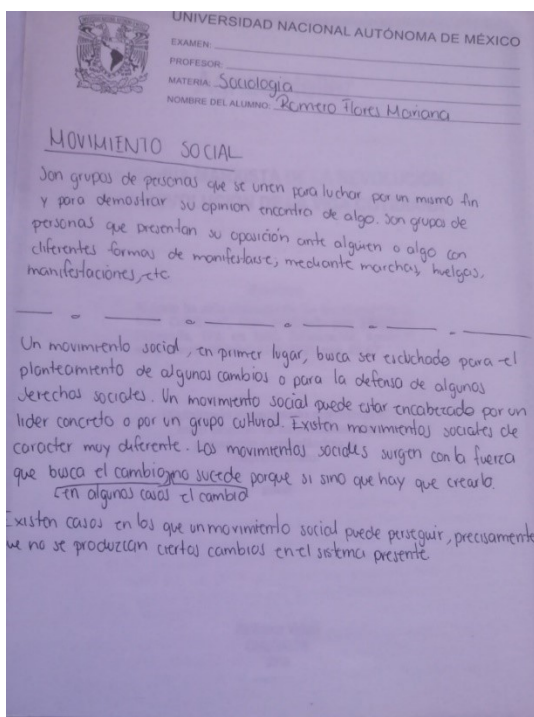 UNIVERSIDAD NACIONAL AUTÓNOMA DE MÉXICO
EXAMEN:
PROFESOR:
MATERIA: Sociología
NOMBRE DEL ALUMNO: Romero Flores Mariana
MOVIMIENTO SOCIAL
Son grupos de personas que se unen para luchar por un mismo fin
y para demostrar su opinion encontra de algo. Son grupos de
personas que presentan su oposición ante alguien o algo con
diferentes formas de manifestarse; mediante marchas, huelgas,
manifestaciones, etc.
Un movimiento social, en primer lugar, busca ser escuchado para el
planteamiento de algunos cambios o para la defensa de algunos
derechos sociales. Un movimiento social puede estar encabezado por un
lider concreto o por un grupo cultural. Existen movimientos sociales de
caracter muy diferente. Los movimientos sociales surgen con la fuerza
que busca el cambio no sucede porque si sino que hay que crearlo.
en algunos casos el cambio
Existen casos en los que un movimiento social puede perseguir, precisamente
ue no se produzcan ciertos cambios en el sistema presente